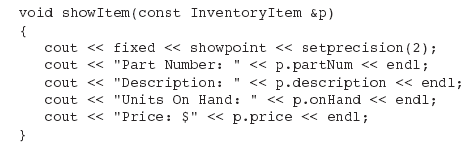 void showItem(const InventoryItem &p)
{
cout << fixed << showpoint << setprecision(2);
cout << "Part Number: " << p.partNum << endl;
cout << "Description: " << p.description << endl;
cout << "Units On Hand: " << p.onHand << endl;
cout << "Price: $" << p.price << endl;
}